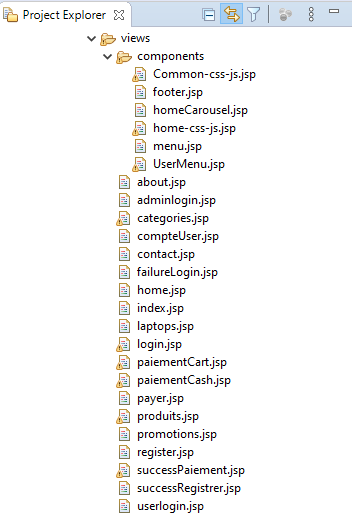 Project Explorer
views
components
Common-css-js.jsp
footer.jsp
homeCarousel.jsp
home-css-js.jsp
menu.jsp
UserMenu.jsp
about.jsp
adminlogin.jsp
categories.jsp
compteUser.jsp
contact.jsp
failureLogin.jsp
home.jsp
index.jsp
laptops.jsp
login.jsp
paiementCart.jsp
paiementCash.jsp
payer.jsp
produits.jsp
promotions.jsp
register.jsp
successPaiement.jsp
successRegistrer.jsp
userlogin.jsp